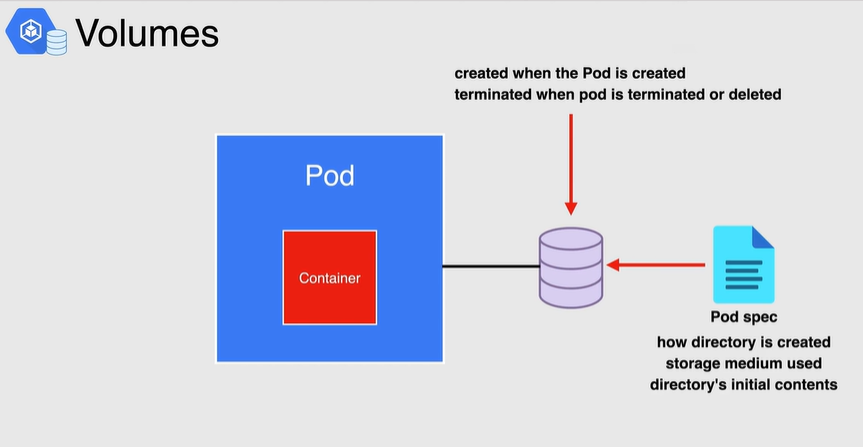 Volumes
created when the Pod is created
terminated when pod is terminated or deleted
Pod
Container
Pod spec
how directory is created
storage medium used
directory's initial contents